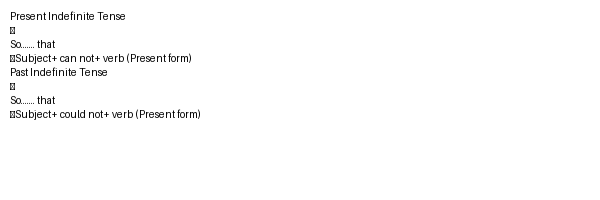 Present Indefinite Tense
So....... that
Subject+ can not+ verb (Present form)
Past Indefinite Tense
So....... that
Subject+ could not+ verb (Present form)